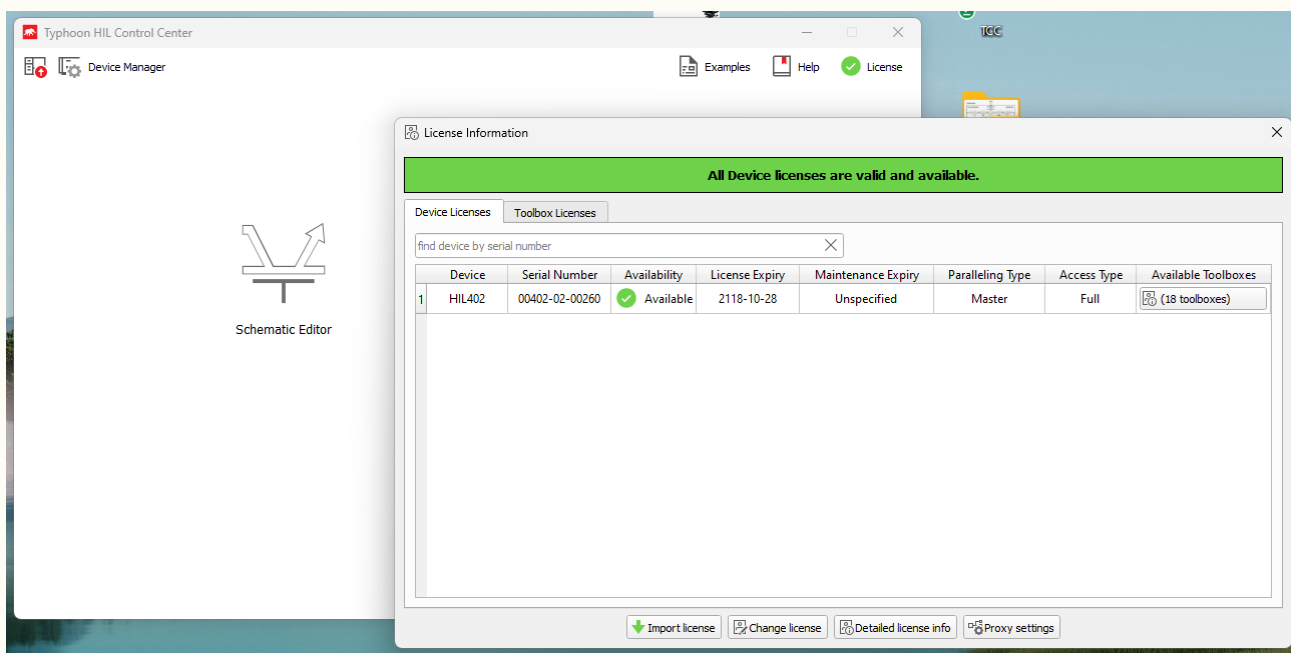 TCC
Typhoon HIL Control Center
Device Manager
Examples
Help
License
Schematic Editor
License Information
All Device licenses are valid and available.
Device Licenses
Toolbox Licenses
find device by serial number
Device Serial Number Availability License Expiry Maintenance Expiry Paralleling Type Access Type Available Toolboxes
1 HIL402 00402-02-00260 Available 2118-10-28 Unspecified Master Full (18 toolboxes)
Import license
Change license
Detailed license info
Proxy settings